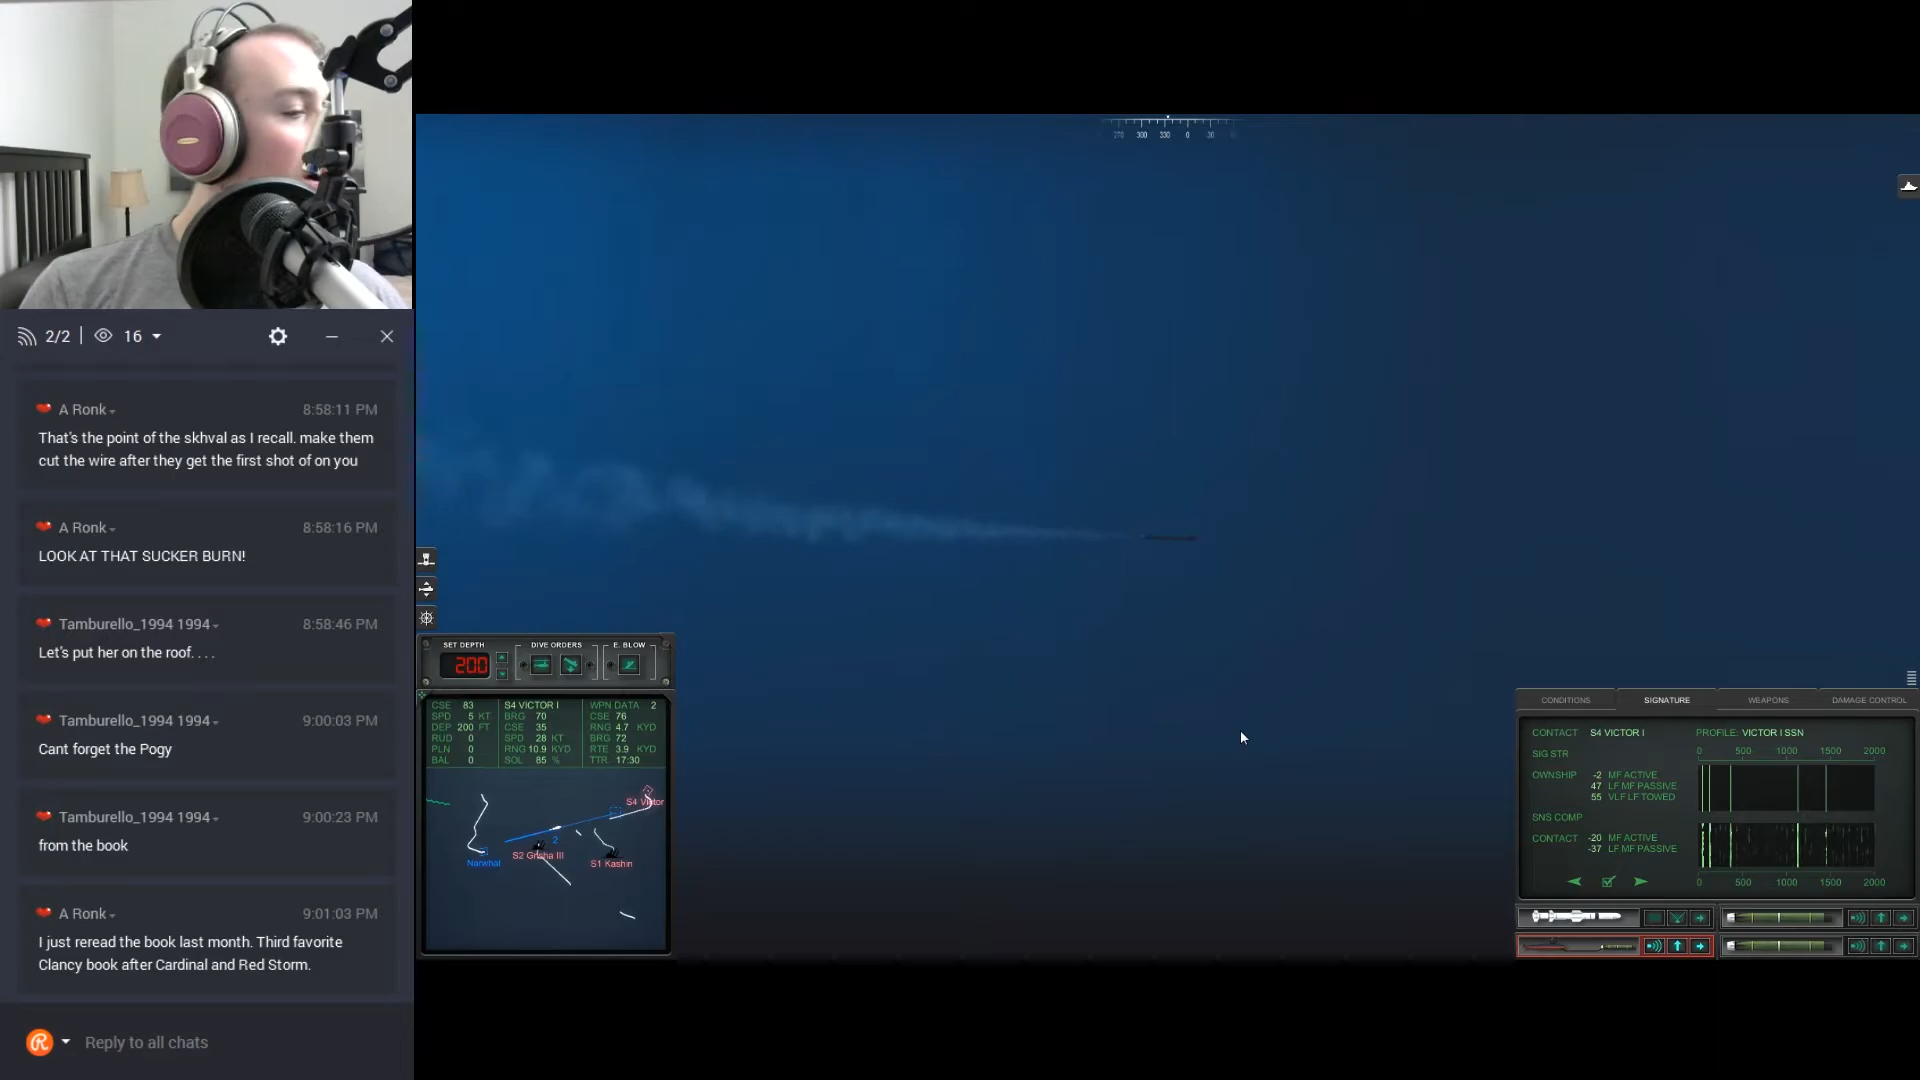 270 300 330 0 30
2/2 16
A Ronk 8:58:11 PM
That's the point of the skhval as I recall. make them
cut the wire after they get the first shot of on you
A Ronk 8:58:16 PM
LOOK AT THAT SUCKER BURN!
Tamburello_1994 1994 8:58:46 PM
Let's put her on the roof. . . .
Tamburello_1994 1994 9:00:03 PM
Cant forget the Pogy
Tamburello_1994 1994 9:00:23 PM
from the book
A Ronk 9:01:03 PM
I just reread the book last month. Third favorite
Clancy book after Cardinal and Red Storm.
Reply to all chats
SET DEPTH DIVE ORDERS E. BLOW
200
CSE 83 S4 VICTOR I WPN DATA 2
SPD 5 KT BRG 70 CSE 76
DEP 200 FT CSE 35 RNG 4.7 KYD
RUD 0 SPD 28 KT BRG 72
PLN 0 RNG 10.9 KYD RTE 3.9 KYD
BAL 0 SOL 85 % TTR. 17:30
S4 Victor
2
Narwhal
S2 Grisha III
S1 Kashin
CONDITIONS SIGNATURE WEAPONS DAMAGE CONTROL
CONTACT S4 VICTOR I PROFILE: VICTOR I SSN
SIG STR 0 500 1000 1500 2000
OWNSHIP -2 MF ACTIVE
47 LF MF PASSIVE
55 VLF LF TOWED
SNS COMP
CONTACT -20 MF ACTIVE
-37 LF MF PASSIVE
0 500 1000 1500 2000